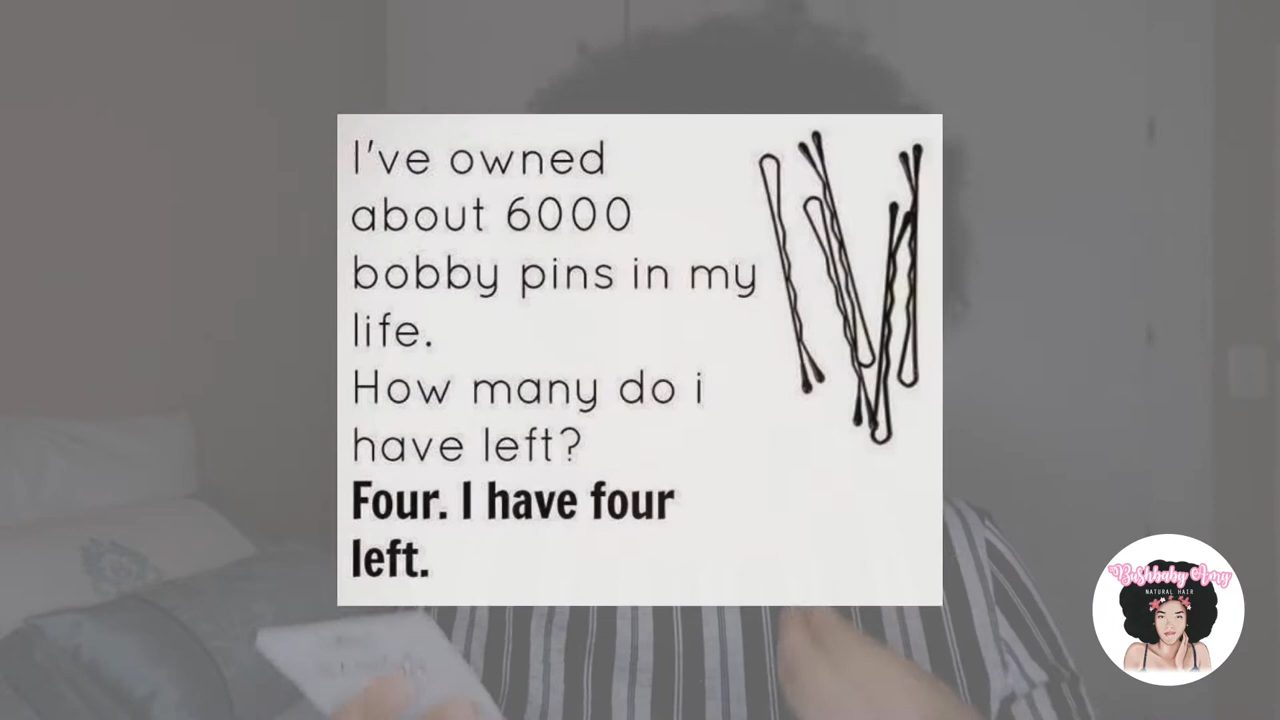 I've owned
about 6000
bobby pins in my
life.
How many do i
have left?
Four. I have four
left.
Bushbaby Amy
NATURAL HAIR